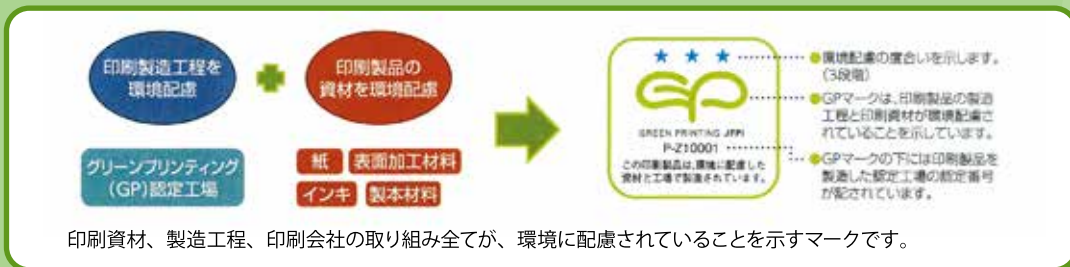 印刷製造工程を
環境配慮
印刷製品の
資材を環境配慮
グリーンプリンティング
(GP)認定工場
紙 表面加工材料
インキ 製本材料
GREEN PRINTING JFPI
P-Z10001
この印刷製品は、環境に配慮した
資材と工場で製造されています。
●環境配慮の度合いを示します。
(3段階)
●GPマークは、印刷製品の製造
工程と印刷資材が環境配慮さ
れていることを示しています。
●GPマークの下には印刷製品を
製造した認定工場の認定番号
が記されています。
印刷資材、製造工程、印刷会社の取り組み全てが、環境に配慮されていることを示すマークです。